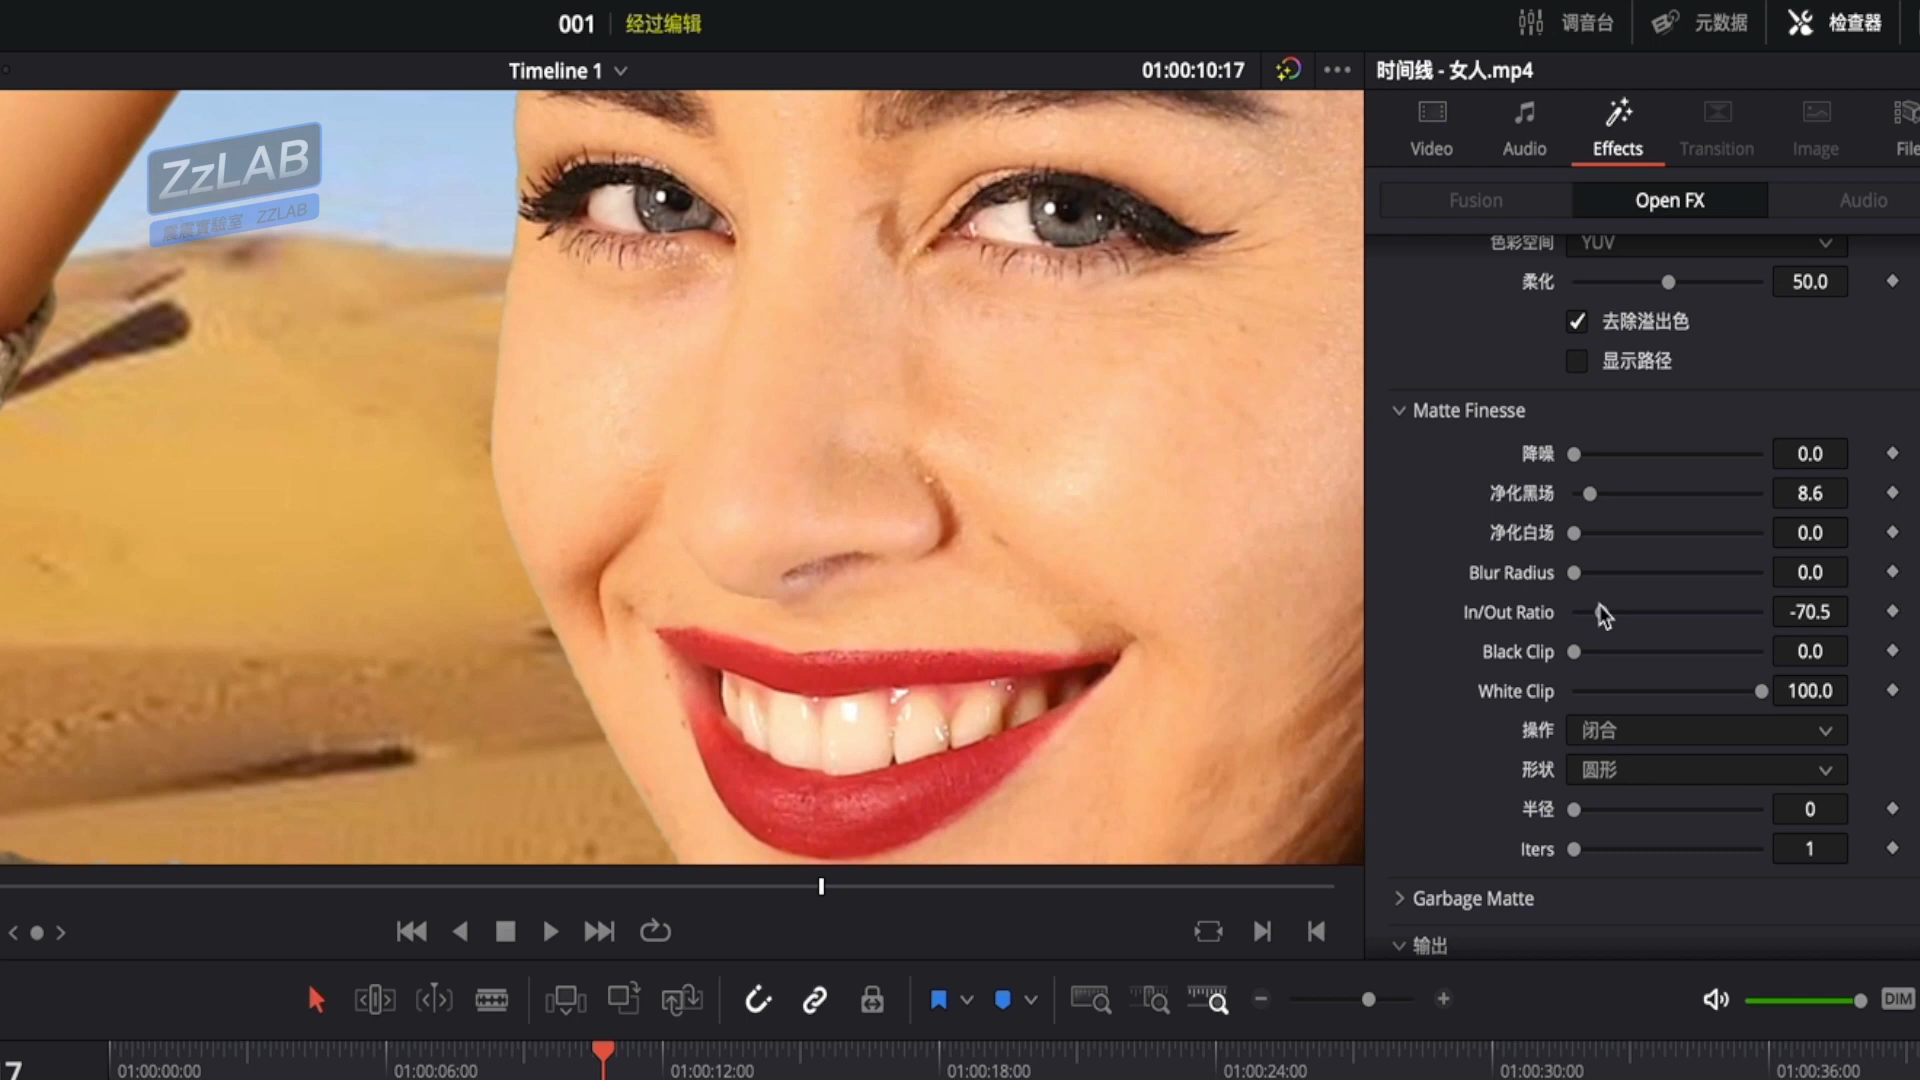 001 经过编辑
调音台 元数据 检查器
Timeline 1 01:00:10:17
时间线 - 女人.mp4
ZzLAB
震震實驗室 ZZLAB
Video Audio Effects Transition Image File
Fusion Open FX Audio
色彩空间 YUV
柔化 50.0
去除溢出色
显示路径
Matte Finesse
降噪 0.0
净化黑场 8.6
净化白场 0.0
Blur Radius 0.0
In/Out Ratio -70.5
Black Clip 0.0
White Clip 100.0
操作 闭合
形状 圆形
半径 0
Iters 1
Garbage Matte
输出
DIM
7
01:00:00:00 01:00:06:00 01:00:12:00 01:00:18:00 01:00:24:00 01:00:30:00 01:00:36:00